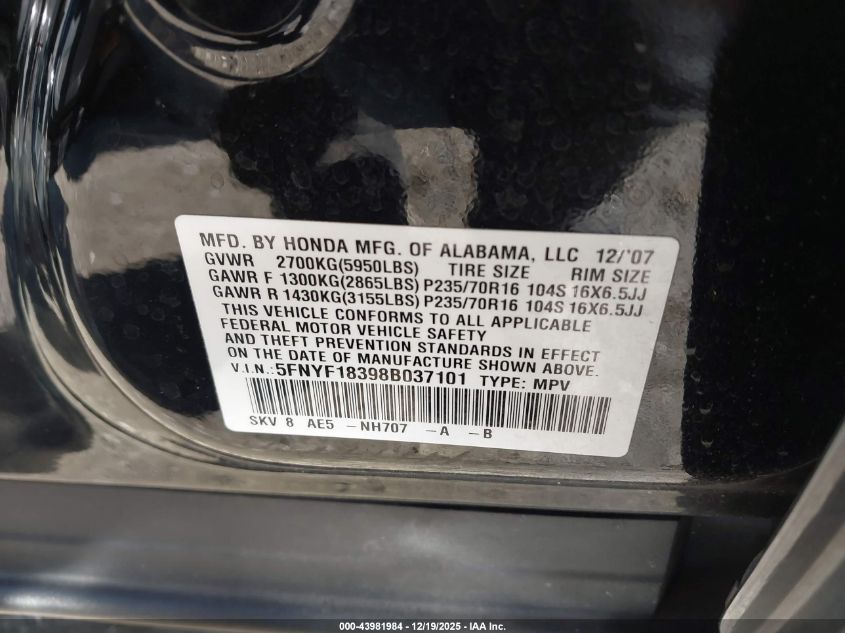 MFD. BY HONDA MFG. OF ALABAMA, LLC 12/'07
GVWR 2700KG(5950LBS) TIRE SIZE RIM SIZE
GAWR F 1300KG(2865LBS) P235/70R16 104S 16X6.5JJ
GAWR R 1430KG(3155LBS) P235/70R16 104S 16X6.5JJ
THIS VEHICLE CONFORMS TO ALL APPLICABLE
FEDERAL MOTOR VEHICLE SAFETY
AND THEFT PREVENTION STANDARDS IN EFFECT
ON THE DATE OF MANUFACTURE SHOWN ABOVE.
V.I.N.:5FNYF18398B037101 TYPE: MPV
SKV 8 AE5 -NH707 -A -B
000-43981984 - 12/19/2025 - IAA Inc.